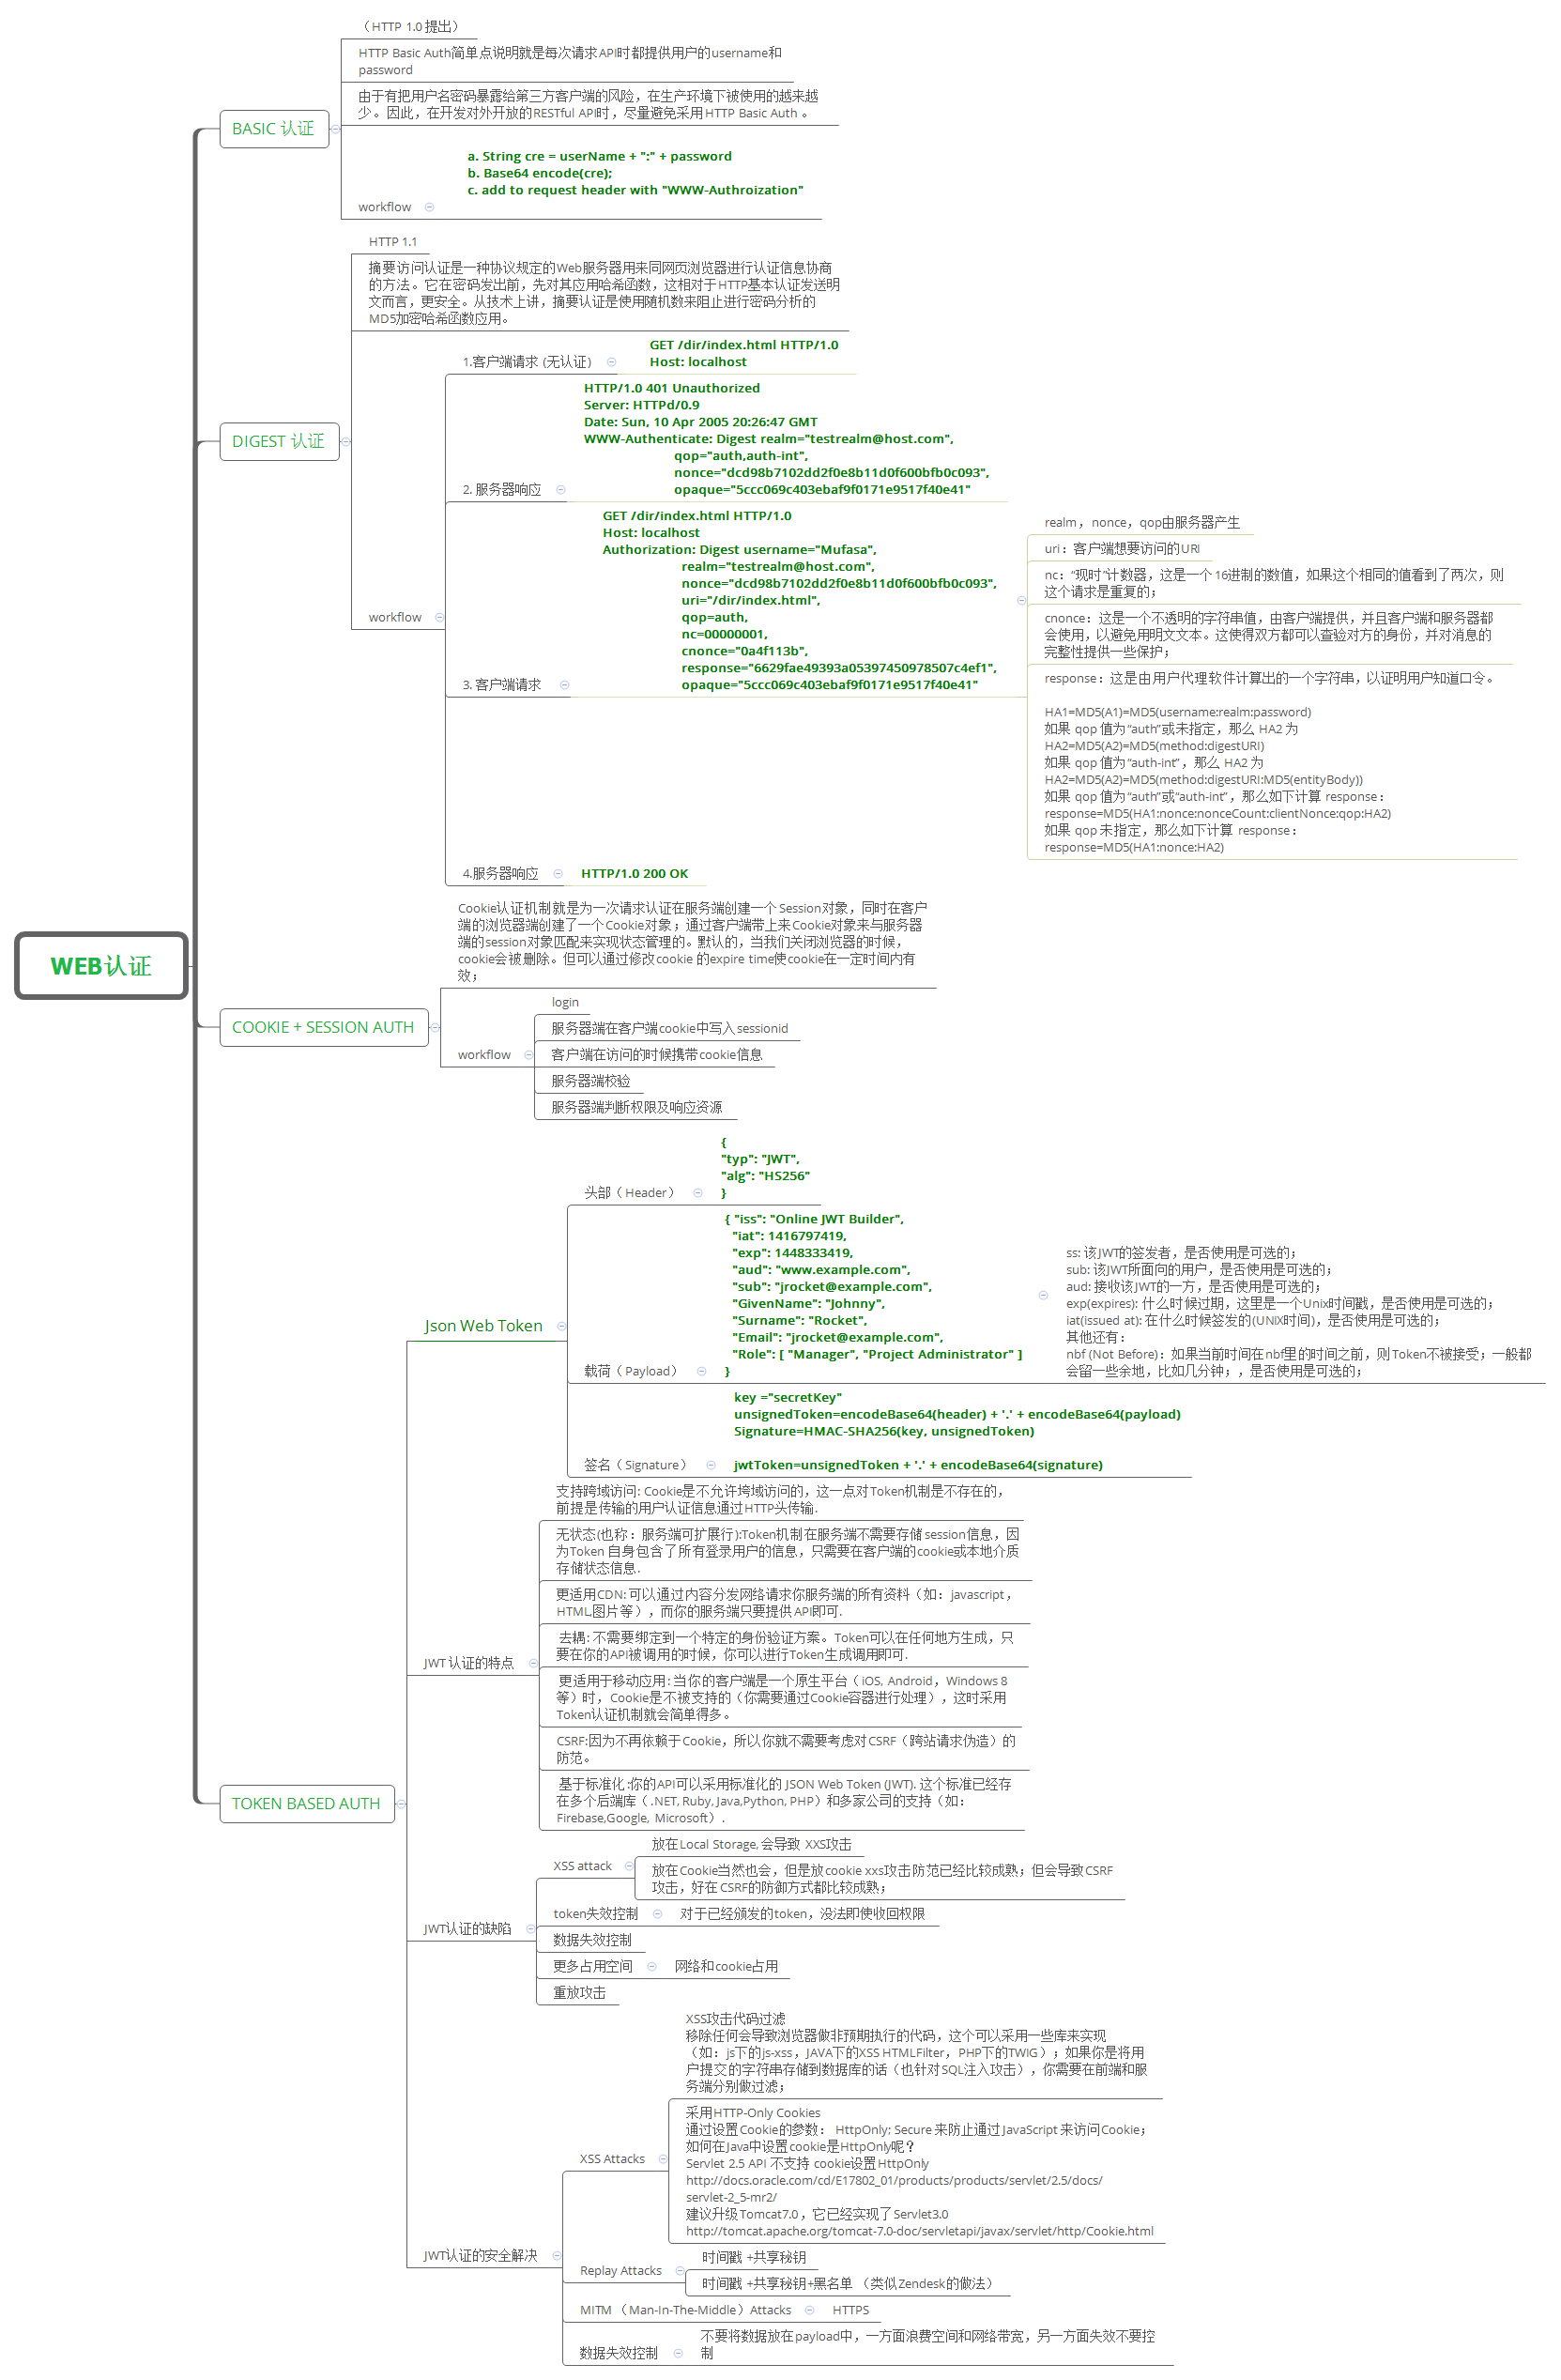 WEB认证
BASIC 认证
（HTTP 1.0 提出）
HTTP Basic Auth简单点说明就是每次请求API时都提供用户的username和
password
由于有把用户名密码暴露给第三方客户端的风险，在生产环境下被使用的越来越
少。因此，在开发对外开放的RESTful API时，尽量避免采用HTTP Basic Auth 。
workflow
a. String cre = userName + ":" + password
b. Base64 encode(cre);
c. add to request header with "WWW-Authroization"
DIGEST 认证
HTTP 1.1
摘要访问认证是一种协议规定的Web服务器用来同网页浏览器进行认证信息协商
的方法。它在密码发出前，先对其应用哈希函数，这相对于HTTP基本认证发送明
文而言，更安全。从技术上讲，摘要认证是使用随机数来阻止进行密码分析的
MD5加密哈希函数应用。
workflow
1.客户端请求 (无认证)
GET /dir/index.html HTTP/1.0
Host: localhost
2. 服务器响应
HTTP/1.0 401 Unauthorized
Server: HTTPd/0.9
Date: Sun, 10 Apr 2005 20:26:47 GMT
WWW-Authenticate: Digest realm="testrealm@host.com",
qop="auth,auth-int",
nonce="dcd98b7102dd2f0e8b11d0f600bfb0c093",
opaque="5ccc069c403ebaf9f0171e9517f40e41"
3. 客户端请求
GET /dir/index.html HTTP/1.0
Host: localhost
Authorization: Digest username="Mufasa",
realm="testrealm@host.com",
nonce="dcd98b7102dd2f0e8b11d0f600bfb0c093",
uri="/dir/index.html",
qop=auth,
nc=00000001,
cnonce="0a4f113b",
response="6629fae49393a05397450978507c4ef1",
opaque="5ccc069c403ebaf9f0171e9517f40e41"
realm，nonce，qop由服务器产生
uri：客户端想要访问的URI
nc：“现时”计数器，这是一个16进制的数值，如果这个相同的值看到了两次，则
这个请求是重复的；
cnonce：这是一个不透明的字符串值，由客户端提供，并且客户端和服务器都
会使用，以避免用明文文本。这使得双方都可以查验对方的身份，并对消息的
完整性提供一些保护；
response：这是由用户代理软件计算出的一个字符串，以证明用户知道口令。
HA1=MD5(A1)=MD5(username:realm:password)
如果 qop 值为“auth”或未指定，那么 HA2 为
HA2=MD5(A2)=MD5(method:digestURI)
如果 qop 值为“auth-int”，那么 HA2 为
HA2=MD5(A2)=MD5(method:digestURI:MD5(entityBody))
如果 qop 值为“auth”或“auth-int”，那么如下计算 response：
response=MD5(HA1:nonce:nonceCount:clientNonce:qop:HA2)
如果 qop 未指定，那么如下计算 response：
response=MD5(HA1:nonce:HA2)
4.服务器响应
HTTP/1.0 200 OK
COOKIE + SESSION AUTH
Cookie认证机制就是为一次请求认证在服务端创建一个Session对象，同时在客户
端的浏览器端创建了一个Cookie对象；通过客户端带上来Cookie对象来与服务器
端的session对象匹配来实现状态管理的。默认的，当我们关闭浏览器的时候，
cookie会被删除。但可以通过修改cookie 的expire time使cookie在一定时间内有
效；
workflow
login
服务器端在客户端cookie中写入sessionid
客户端在访问的时候携带cookie信息
服务器端校验
服务器端判断权限及响应资源
TOKEN BASED AUTH
Json Web Token
头部（Header）
{
"typ": "JWT",
"alg": "HS256"
}
载荷（Payload）
{ "iss": "Online JWT Builder",
"iat": 1416797419,
"exp": 1448333419,
"aud": "www.example.com",
"sub": "jrocket@example.com",
"GivenName": "Johnny",
"Surname": "Rocket",
"Email": "jrocket@example.com",
"Role": [ "Manager", "Project Administrator" ]
}
ss: 该JWT的签发者，是否使用是可选的；
sub: 该JWT所面向的用户，是否使用是可选的；
aud: 接收该JWT的一方，是否使用是可选的；
exp(expires): 什么时候过期，这里是一个Unix时间戳，是否使用是可选的；
iat(issued at): 在什么时候签发的(UNIX时间)，是否使用是可选的；
其他还有：
nbf (Not Before)：如果当前时间在nbf里的时间之前，则Token不被接受；一般都
会留一些余地，比如几分钟；，是否使用是可选的；
签名（Signature）
key ="secretKey"
unsignedToken=encodeBase64(header) + '.' + encodeBase64(payload)
Signature=HMAC-SHA256(key, unsignedToken)
jwtToken=unsignedToken + '.' + encodeBase64(signature)
JWT 认证的特点
支持跨域访问: Cookie是不允许垮域访问的，这一点对Token机制是不存在的，
前提是传输的用户认证信息通过HTTP头传输.
无状态(也称：服务端可扩展行):Token机制在服务端不需要存储session信息，因
为Token 自身包含了所有登录用户的信息，只需要在客户端的cookie或本地介质
存储状态信息.
更适用CDN: 可以通过内容分发网络请求你服务端的所有资料（如：javascript，
HTML,图片等），而你的服务端只要提供API即可.
去耦: 不需要绑定到一个特定的身份验证方案。Token可以在任何地方生成，只
要在你的API被调用的时候，你可以进行Token生成调用即可.
更适用于移动应用: 当你的客户端是一个原生平台（iOS, Android，Windows 8
等）时，Cookie是不被支持的（你需要通过Cookie容器进行处理），这时采用
Token认证机制就会简单得多。
CSRF:因为不再依赖于Cookie，所以你就不需要考虑对CSRF（跨站请求伪造）的
防范。
基于标准化:你的API可以采用标准化的 JSON Web Token (JWT). 这个标准已经存
在多个后端库（.NET, Ruby, Java,Python, PHP）和多家公司的支持（如：
Firebase,Google, Microsoft）.
JWT认证的缺陷
XSS attack
放在Local Storage, 会导致 XXS攻击
放在Cookie当然也会，但是放cookie xxs攻击防范已经比较成熟；但会导致CSRF
攻击，好在CSRF的防御方式都比较成熟；
token失效控制
对于已经颁发的token，没法即使收回权限
数据失效控制
更多占用空间
网络和cookie占用
重放攻击
JWT认证的安全解决
XSS Attacks
XSS攻击代码过滤
移除任何会导致浏览器做非预期执行的代码，这个可以采用一些库来实现
（如：js下的js-xss，JAVA下的XSS HTMLFilter，PHP下的TWIG）；如果你是将用
户提交的字符串存储到数据库的话（也针对SQL注入攻击），你需要在前端和服
务端分别做过滤；
采用HTTP-Only Cookies
通过设置Cookie的参数： HttpOnly; Secure 来防止通过JavaScript 来访问Cookie；
如何在Java中设置cookie是HttpOnly呢？
Servlet 2.5 API 不支持 cookie设置HttpOnly
http://docs.oracle.com/cd/E17802_01/products/products/servlet/2.5/docs/
servlet-2_5-mr2/
建议升级Tomcat7.0，它已经实现了Servlet3.0
http://tomcat.apache.org/tomcat-7.0-doc/servletapi/javax/servlet/http/Cookie.html
Replay Attacks
时间戳 +共享秘钥
时间戳 +共享秘钥+黑名单 （类似Zendesk的做法）
MITM （Man-In-The-Middle）Attacks
HTTPS
数据失效控制
不要将数据放在payload中，一方面浪费空间和网络带宽，另一方面失效不要控
制